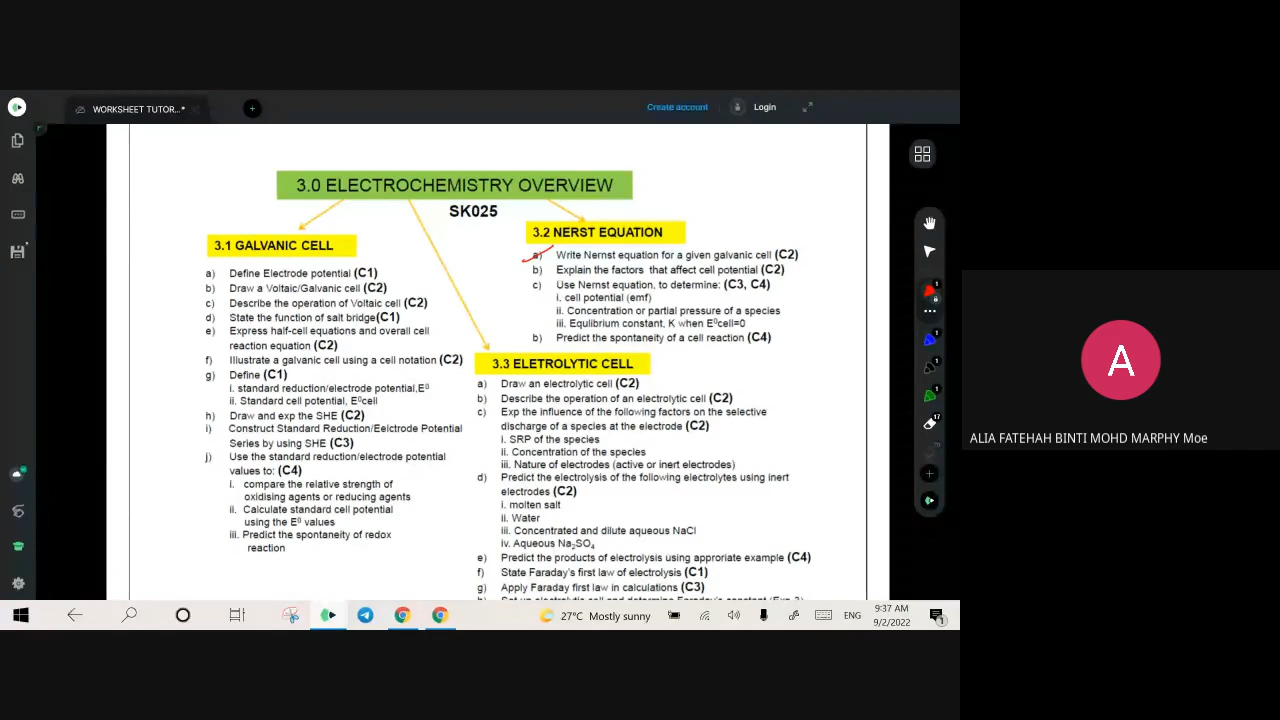 WORKSHEET TUTOR...*
Create account
Login
3.0 ELECTROCHEMISTRY OVERVIEW
SK025
3.1 GALVANIC CELL
a) Define Electrode potential (C1)
b) Draw a Voltaic/Galvanic cell (C2)
c) Describe the operation of Voltaic cell (C2)
d) State the function of salt bridge(C1)
e) Express half-cell equations and overall cell
reaction equation (C2)
f) Illustrate a galvanic cell using a cell notation (C2)
g) Define (C1)
i. standard reduction/electrode potential,E⁰
ii. Standard cell potential, E⁰cell
h) Draw and exp the SHE (C2)
i) Construct Standard Reduction/Eelctrode Potential
Series by using SHE (C3)
j) Use the standard reduction/electrode potential
values to: (C4)
i. compare the relative strength of
oxidising agents or reducing agents
ii. Calculate standard cell potential
using the E⁰ values
iii. Predict the spontaneity of redox
reaction
3.2 NERST EQUATION
a) Write Nernst equation for a given galvanic cell (C2)
b) Explain the factors that affect cell potential (C2)
c) Use Nernst equation, to determine: (C3, C4)
i. cell potential (emf)
ii. Concentration or partial pressure of a species
iii. Equlibrium constant, K when E⁰cell=0
b) Predict the spontaneity of a cell reaction (C4)
3.3 ELETROLYTIC CELL
a) Draw an electrolytic cell (C2)
b) Describe the operation of an electrolytic cell (C2)
c) Exp the influence of the following factors on the selective
discharge of a species at the electrode (C2)
i. SRP of the species
ii. Concentration of the species
iii. Nature of electrodes (active or inert electrodes)
d) Predict the electrolysis of the following electrolytes using inert
electrodes (C2)
i. molten salt
ii. Water
iii. Concentrated and dilute aqueous NaCl
iv. Aqueous Na₂SO₄
e) Predict the products of electrolysis using approriate example (C4)
f) State Faraday's first law of electrolysis (C1)
g) Apply Faraday first law in calculations (C3)
A
ALIA FATEHAH BINTI MOHD MARPHY Moe
27°C Mostly sunny
ENG
9:37 AM
9/2/2022